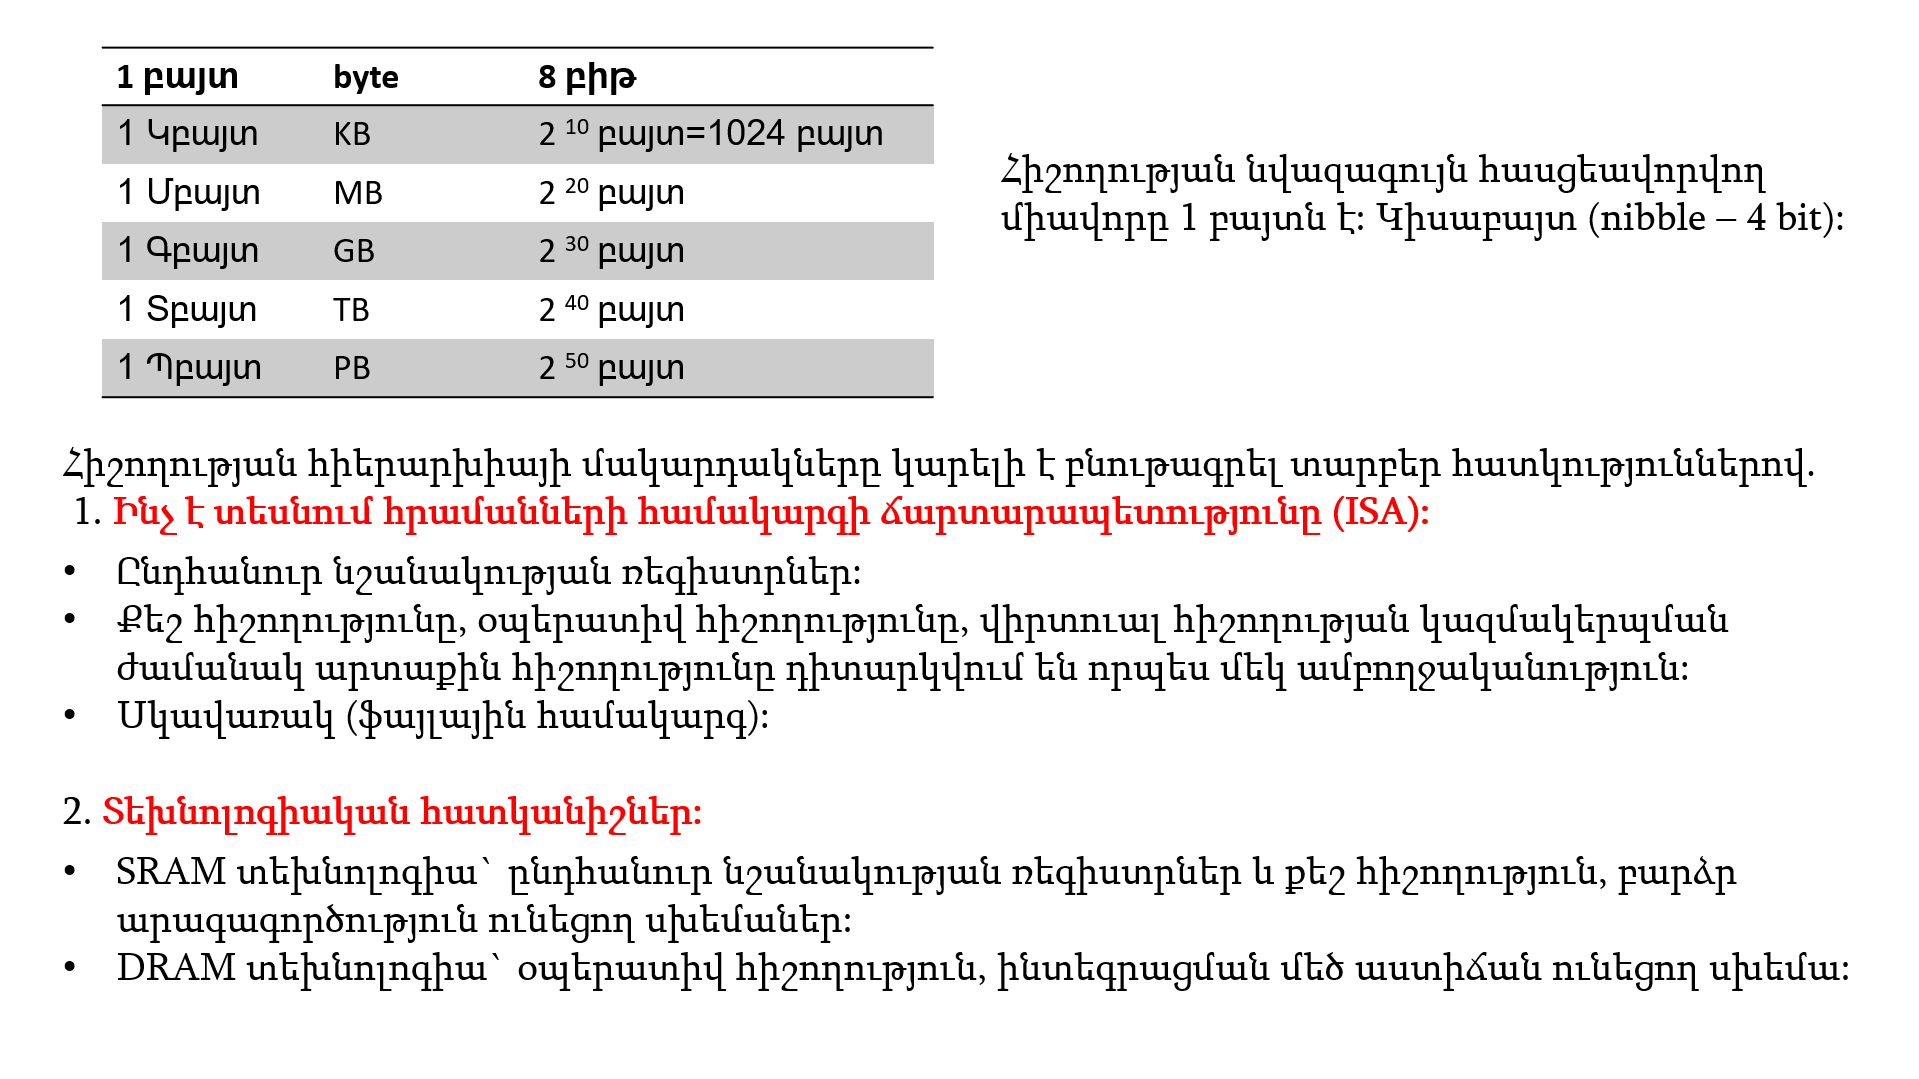 1 բայտ byte 8 բիթ
1 Կբայտ KB 2 10 բայտ=1024 բայտ
1 Մբայտ MB 2 20 բայտ
1 Գբայտ GB 2 30 բայտ
1 Տբայտ TB 2 40 բայտ
1 Պբայտ PB 2 50 բայտ
Հիշողության նվազագույն հասցեավորվող
միավորը 1 բայտն է: Կիսաբայտ (nibble – 4 bit):
Հիշողության հիերարխիայի մակարդակները կարելի է բնութագրել տարբեր հատկություններով.
1. Ինչ է տեսնում հրամանների համակարգի ճարտարապետությունը (ISA):
• Ընդհանուր նշանակության ռեգիստրներ:
• Քեշ հիշողությունը, օպերատիվ հիշողությունը, վիրտուալ հիշողության կազմակերպման
ժամանակ արտաքին հիշողությունը դիտարկվում են որպես մեկ ամբողջականություն:
• Սկավառակ (ֆայլային համակարգ):
2. Տեխնոլոգիական հատկանիշներ:
• SRAM տեխնոլոգիա` ընդհանուր նշանակության ռեգիստրներ և քեշ հիշողություն, բարձր
արագագործություն ունեցող սխեմաներ:
• DRAM տեխնոլոգիա` օպերատիվ հիշողություն, ինտեգրացման մեծ աստիճան ունեցող սխեմա: